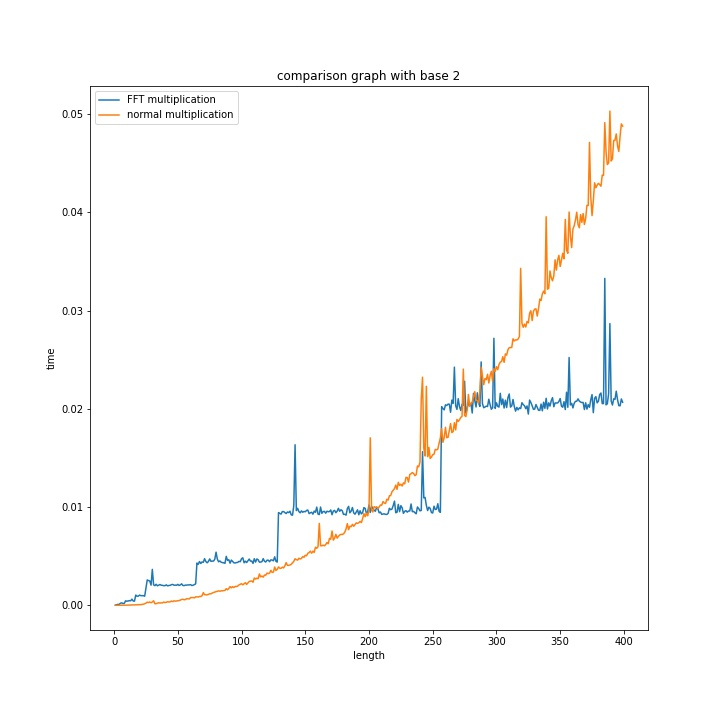 comparison graph with base 2
FFT multiplication
normal multiplication
0.05
0.04
0.03
0.02
0.01
0.00
time
0 50 100 150 200 250 300 350 400
length